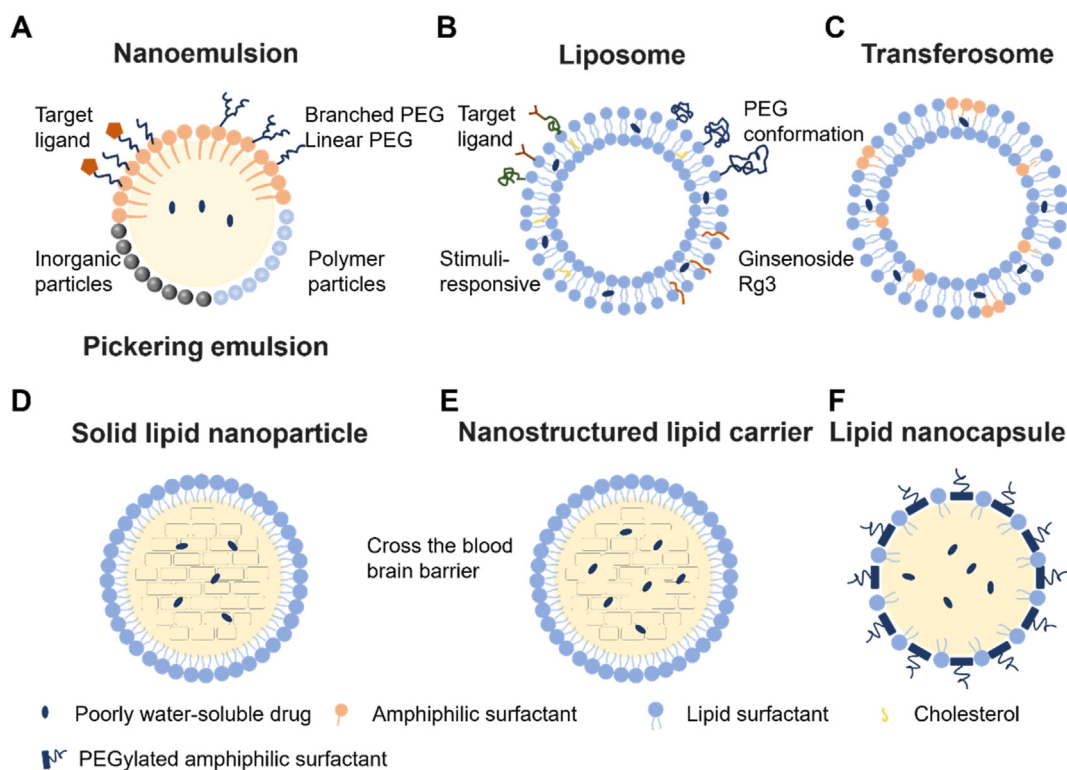 A
Nanoemulsion
Target
ligand
Branched PEG
Linear PEG
Inorganic
particles
Polymer
particles
Pickering emulsion
B
Liposome
Target
ligand
PEG
conformation
Stimuli-
responsive
Ginsenoside
Rg3
C
Transferosome
D
Solid lipid nanoparticle
E
Nanostructured lipid carrier
Cross the blood
brain barrier
F
Lipid nanocapsule
Poorly water-soluble drug
Amphiphilic surfactant
Lipid surfactant
Cholesterol
PEGylated amphiphilic surfactant